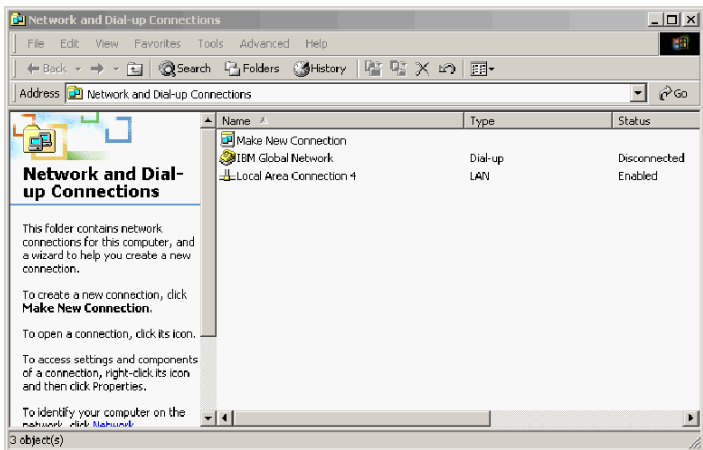 Network and Dial-up Connections
File Edit View Favorites Tools Advanced Help
Back Search Folders History
Address Network and Dial-up Connections Go
Name Type Status
Make New Connection
IBM Global Network Dial-up Disconnected
Local Area Connection 4 LAN Enabled
Network and Dial-
up Connections
This folder contains network
connections for this computer, and
a wizard to help you create a new
connection.
To create a new connection, click
Make New Connection.
To open a connection, click its icon.
To access settings and components
of a connection, right-click its icon
and then click Properties.
To identify your computer on the
network, click Network
3 object(s)